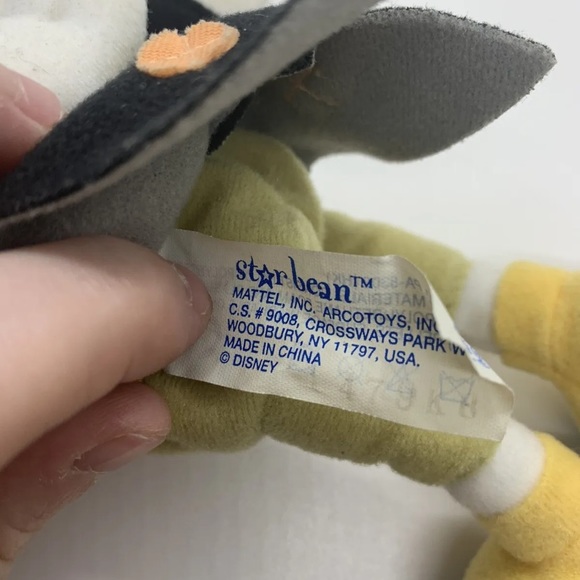 star bean™
MATTEL, INC. ARCOTOYS, INC
C.S. # 9008, CROSSWAYS PARK W
WOODBURY, NY 11797, USA.
MADE IN CHINA
© DISNEY